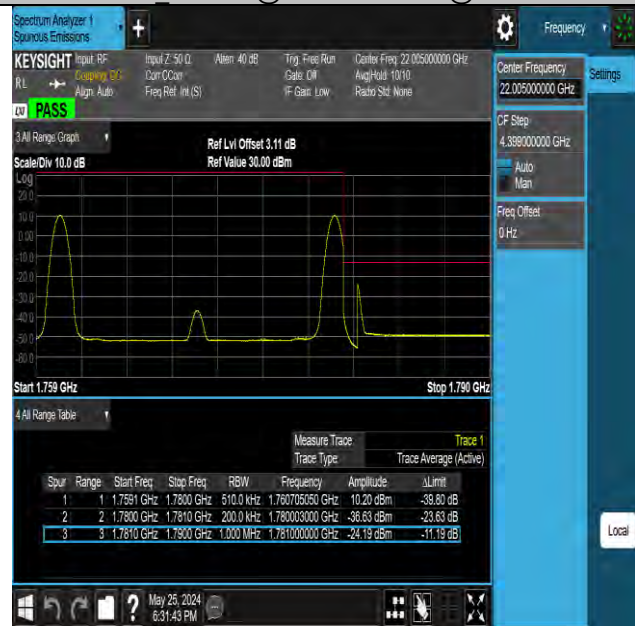 Spectrum Analyzer 1
Spurious Emissions
+
Frequency
KEYSIGHT Input: RF Input Z: 50 Ω Atten: 40 dB Trig: Free Run Center Freq: 22.005000000 GHz
RL Coupling: DC Corr CCorr Gate: Off Avg|Hold: 10/10
Align: Auto Freq Ref: Int (S) IF Gain: Low Radio Std: None
LXI PASS
3 All Range Graph
Ref Lvl Offset 3.11 dB
Scale/Div 10.0 dB Ref Value 30.00 dBm
Log
20.0
10.0
0.00
-10.0
-20.0
-30.0
-40.0
-50.0
-60.0
Start 1.759 GHz Stop 1.790 GHz
4 All Range Table
Measure Trace Trace 1
Trace Type Trace Average (Active)
Spur Range Start Freq Stop Freq RBW Frequency Amplitude ΔLimit
1 1 1.7591 GHz 1.7800 GHz 510.0 kHz 1.760705050 GHz 10.20 dBm -39.80 dB
2 2 1.7800 GHz 1.7810 GHz 200.0 kHz 1.780003000 GHz -36.63 dBm -23.63 dB
3 3 1.7810 GHz 1.7900 GHz 1.000 MHz 1.781000000 GHz -24.19 dBm -11.19 dB
Center Frequency
22.005000000 GHz
Settings
CF Step
4.399000000 GHz
Auto
Man
Freq Offset
0 Hz
Local
? May 25, 2024
6:31:43 PM